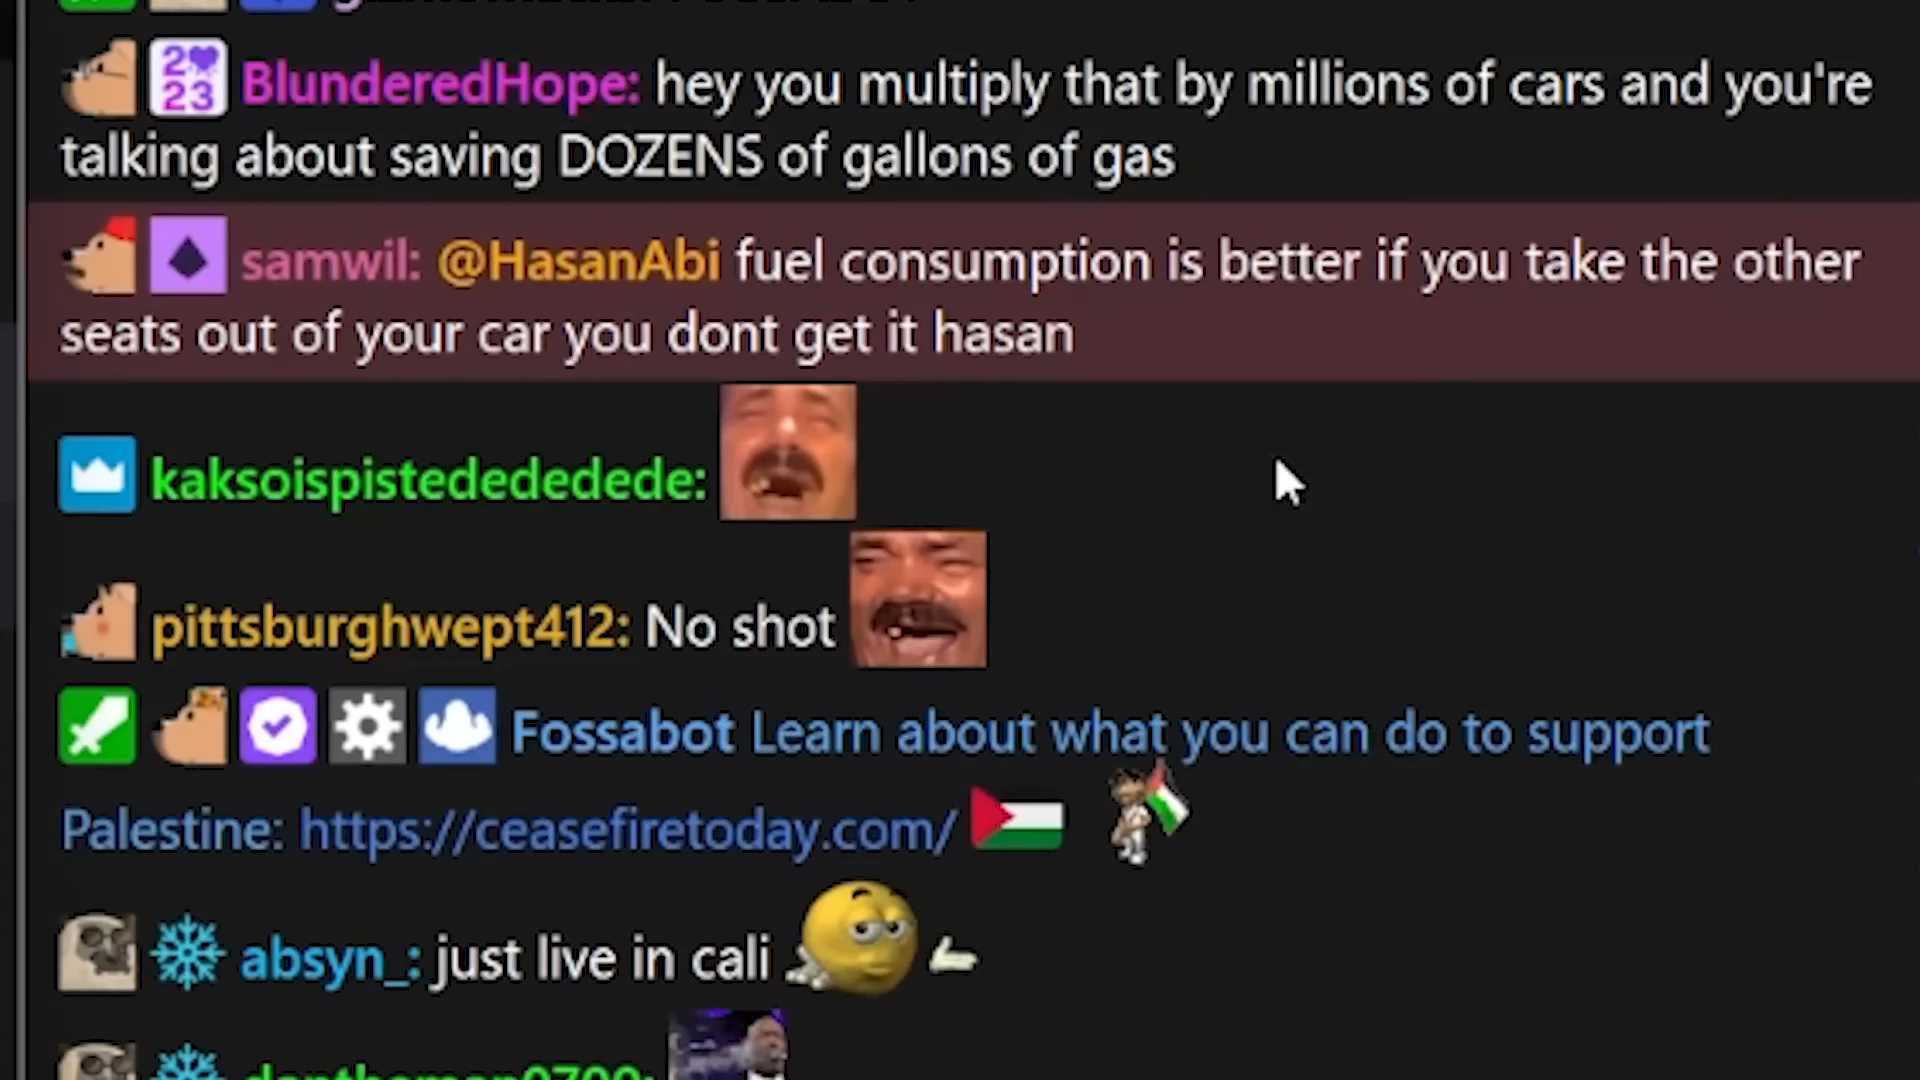 2 23 BlunderedHope: hey you multiply that by millions of cars and you're
talking about saving DOZENS of gallons of gas
samwil: @HasanAbi fuel consumption is better if you take the other
seats out of your car you dont get it hasan
kaksoispistedededede:
pittsburghwept412: No shot
Fossabot Learn about what you can do to support
Palestine: https://ceasefiretoday.com/
absyn_: just live in cali